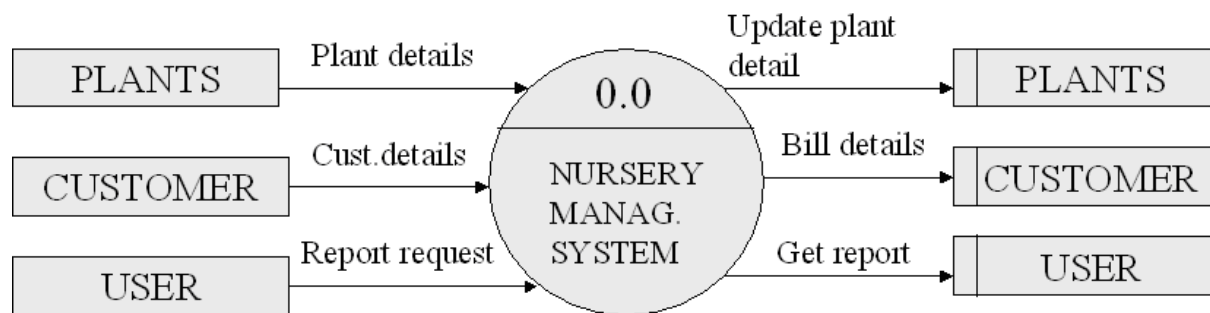 PLANTS
Plant details
Update plant
detail
PLANTS
0.0
CUSTOMER
Cust.details
NURSERY
MANAG.
SYSTEM
Bill details
CUSTOMER
USER
Report request
Get report
USER